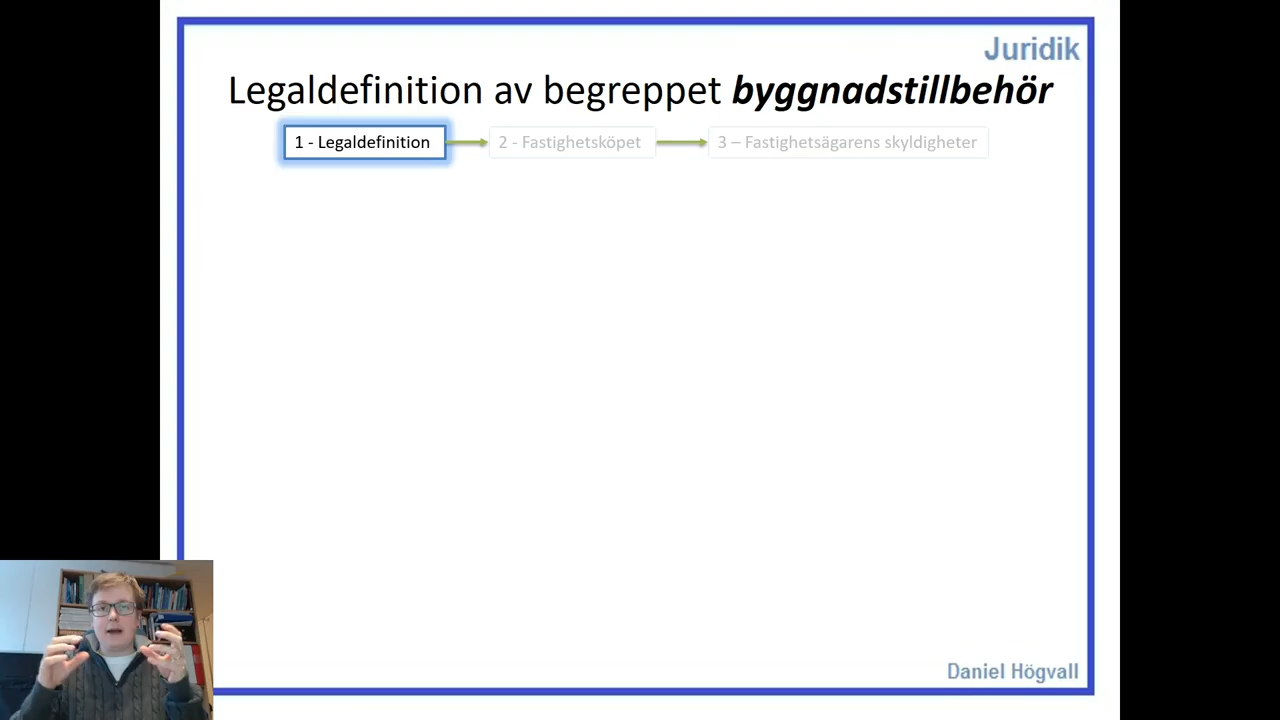 Juridik
Legaldefinition av begreppet byggnadstillbehör
1 - Legaldefinition
2 - Fastighetsköpet
3 – Fastighetsägarens skyldigheter
Daniel Högvall